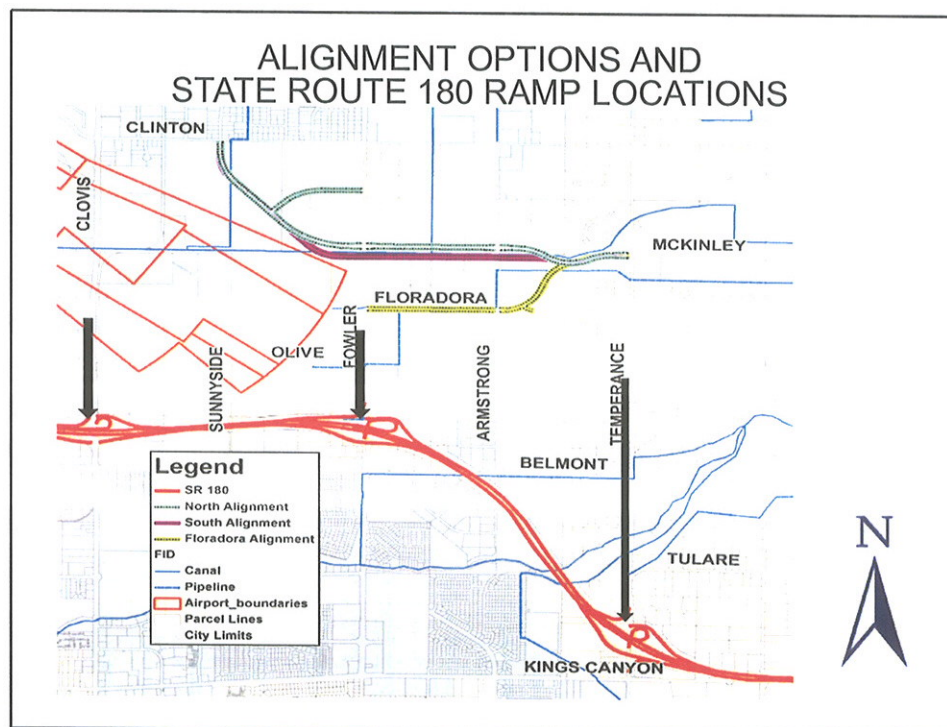 ALIGNMENT OPTIONS AND
STATE ROUTE 180 RAMP LOCATIONS
CLINTON
CLOVIS
MCKINLEY
FLORADORA
FOWLER
OLIVE
SUNNYSIDE
ARMSTRONG
TEMPERANCE
BELMONT
Legend
SR 180
North Alignment
South Alignment
Floradora Alignment
FID
Canal
Pipeline
Airport_boundaries
Parcel Lines
City Limits
TULARE
KINGS CANYON
N